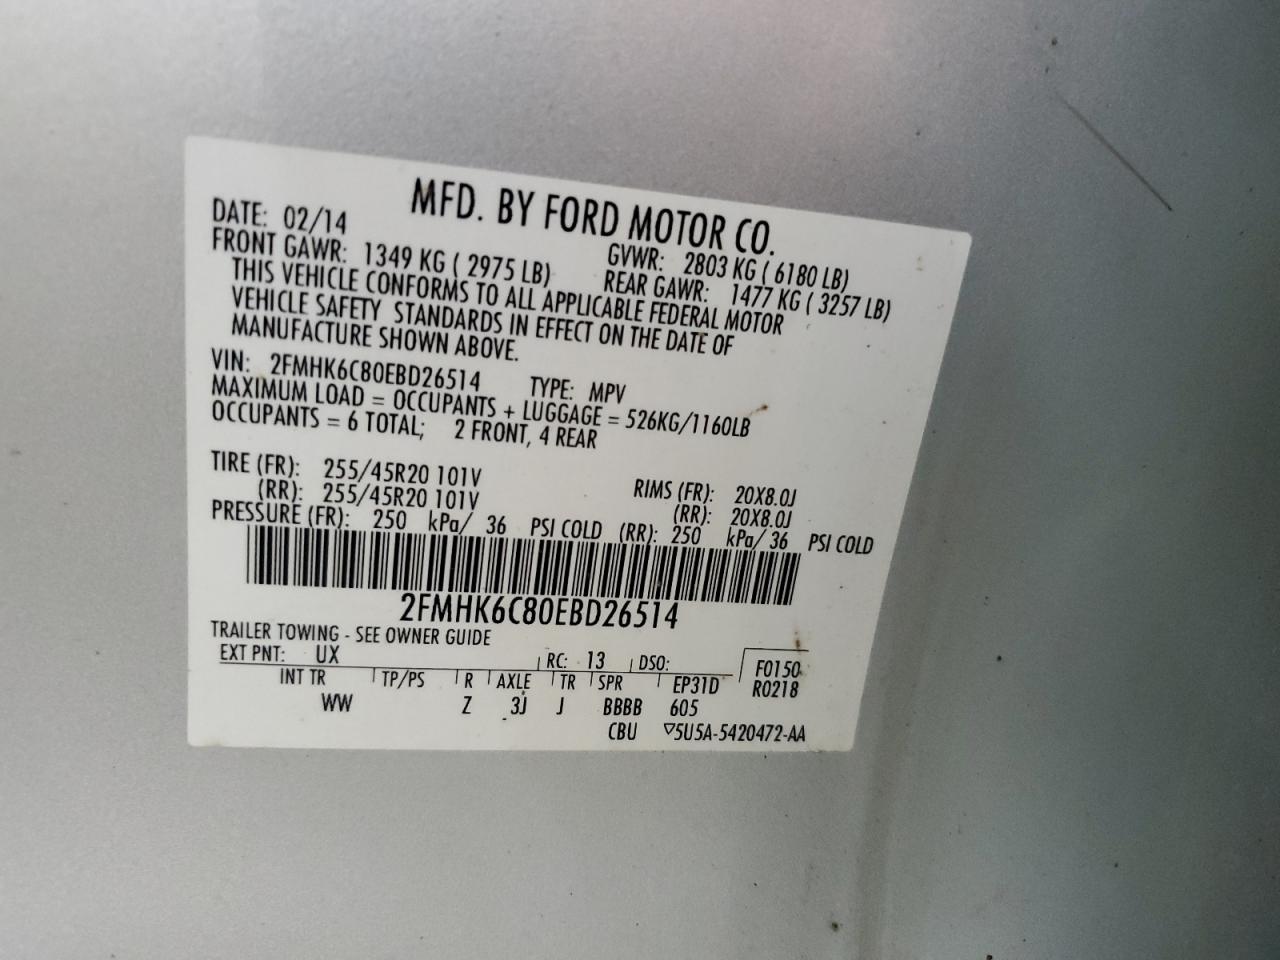 MFD. BY FORD MOTOR CO.
DATE: 02/14 GVWR: 2803 KG ( 6180 LB)
FRONT GAWR: 1349 KG ( 2975 LB) REAR GAWR: 1477 KG ( 3257 LB)
THIS VEHICLE CONFORMS TO ALL APPLICABLE FEDERAL MOTOR
VEHICLE SAFETY STANDARDS IN EFFECT ON THE DATE OF
MANUFACTURE SHOWN ABOVE.
VIN: 2FMHK6C80EBD26514 TYPE: MPV
MAXIMUM LOAD = OCCUPANTS + LUGGAGE = 526KG/1160LB
OCCUPANTS = 6 TOTAL; 2 FRONT, 4 REAR
TIRE (FR): 255/45R20 101V RIMS (FR): 20X8.0J
(RR): 255/45R20 101V (RR): 20X8.0J
PRESSURE (FR): 250 kPa/ 36 PSI COLD (RR): 250 kPa/ 36 PSI COLD
2FMHK6C80EBD26514
TRAILER TOWING - SEE OWNER GUIDE
EXT PNT: UX RC: 13 DSO: F0150
INT TR TP/PS R AXLE TR SPR EP31D R0218
WW Z 3J J BBBB 605
CBU ▽5U5A-5420472-AA